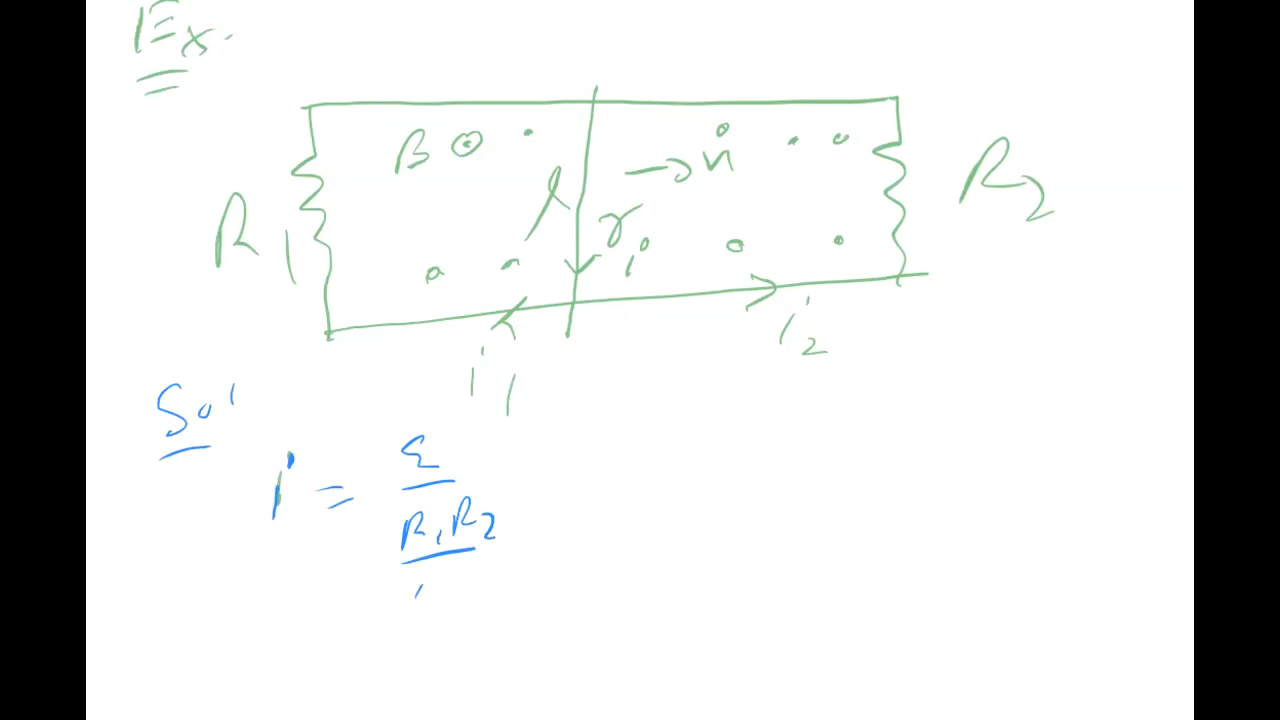 Ex.
B ⊙
l
→ v
R1
r, i
R2
i1
i2
Sol
i = ε
R1R2